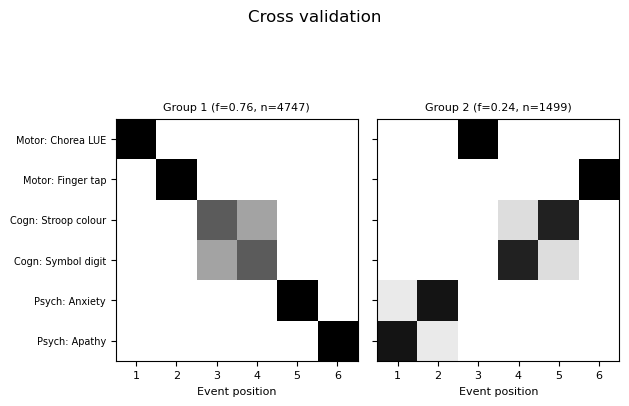 Cross validation
Group 1 (f=0.76, n=4747)
Group 2 (f=0.24, n=1499)
Motor: Chorea LUE
Motor: Finger tap
Cogn: Stroop colour
Cogn: Symbol digit
Psych: Anxiety
Psych: Apathy
1 2 3 4 5 6
1 2 3 4 5 6
Event position
Event position